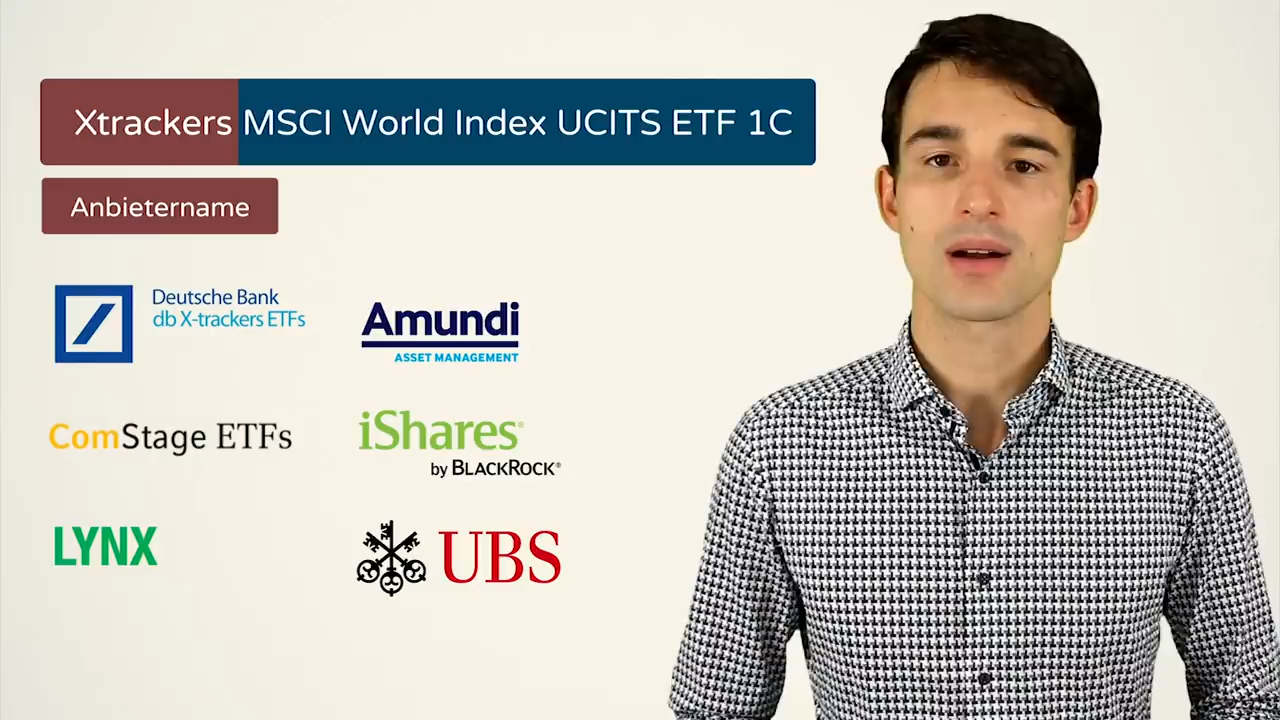 Xtrackers MSCI World Index UCITS ETF 1C
Anbietername
Deutsche Bank
db X-trackers ETFs
Amundi
ASSET MANAGEMENT
ComStage ETFs
iShares®
by BLACKROCK®
LYNX
UBS